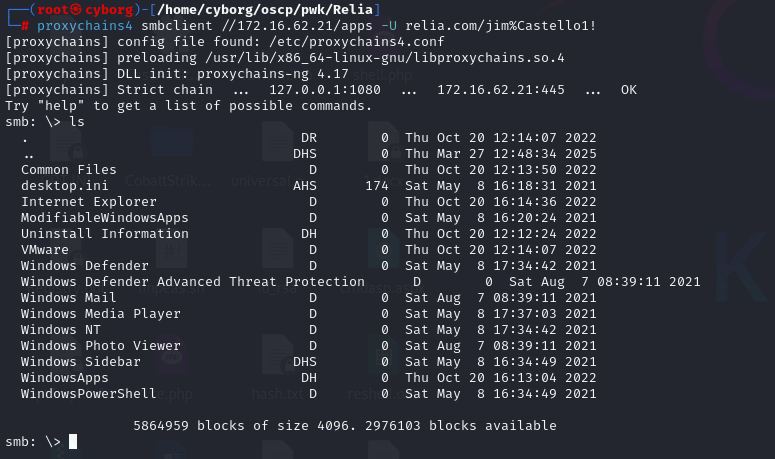 ┌──(root㉿cyborg)-[/home/cyborg/oscp/pwk/Relia]
└─# proxychains4 smbclient //172.16.62.21/apps -U relia.com/jim%Castello1!
[proxychains] config file found: /etc/proxychains4.conf
[proxychains] preloading /usr/lib/x86_64-linux-gnu/libproxychains.so.4
[proxychains] DLL init: proxychains-ng 4.17
[proxychains] Strict chain  ...  127.0.0.1:1080  ...  172.16.62.21:445  ...  OK
Try "help" to get a list of possible commands.
smb: \> ls
  .                                  DR        0  Thu Oct 20 12:14:07 2022
  ..                                DHS        0  Thu Mar 27 12:48:34 2025
  Common Files                        D        0  Thu Oct 20 12:13:50 2022
  desktop.ini                       AHS      174  Sat May  8 16:18:31 2021
  Internet Explorer                   D        0  Thu Oct 20 16:14:36 2022
  ModifiableWindowsApps               D        0  Sat May  8 16:20:24 2021
  Uninstall Information              DH        0  Thu Oct 20 12:12:24 2022
  VMware                              D        0  Thu Oct 20 12:14:07 2022
  Windows Defender                    D        0  Sat May  8 17:34:42 2021
  Windows Defender Advanced Threat Protection      D        0  Sat Aug  7 08:39:11 2021
  Windows Mail                        D        0  Sat Aug  7 08:39:11 2021
  Windows Media Player                D        0  Sat May  8 17:37:03 2021
  Windows NT                          D        0  Sat May  8 17:34:42 2021
  Windows Photo Viewer                D        0  Sat Aug  7 08:39:11 2021
  Windows Sidebar                   DHS        0  Sat May  8 16:34:49 2021
  WindowsApps                        DH        0  Thu Oct 20 16:13:04 2022
  WindowsPowerShell                   D        0  Sat May  8 16:34:49 2021

                5864959 blocks of size 4096. 2976103 blocks available
smb: \>